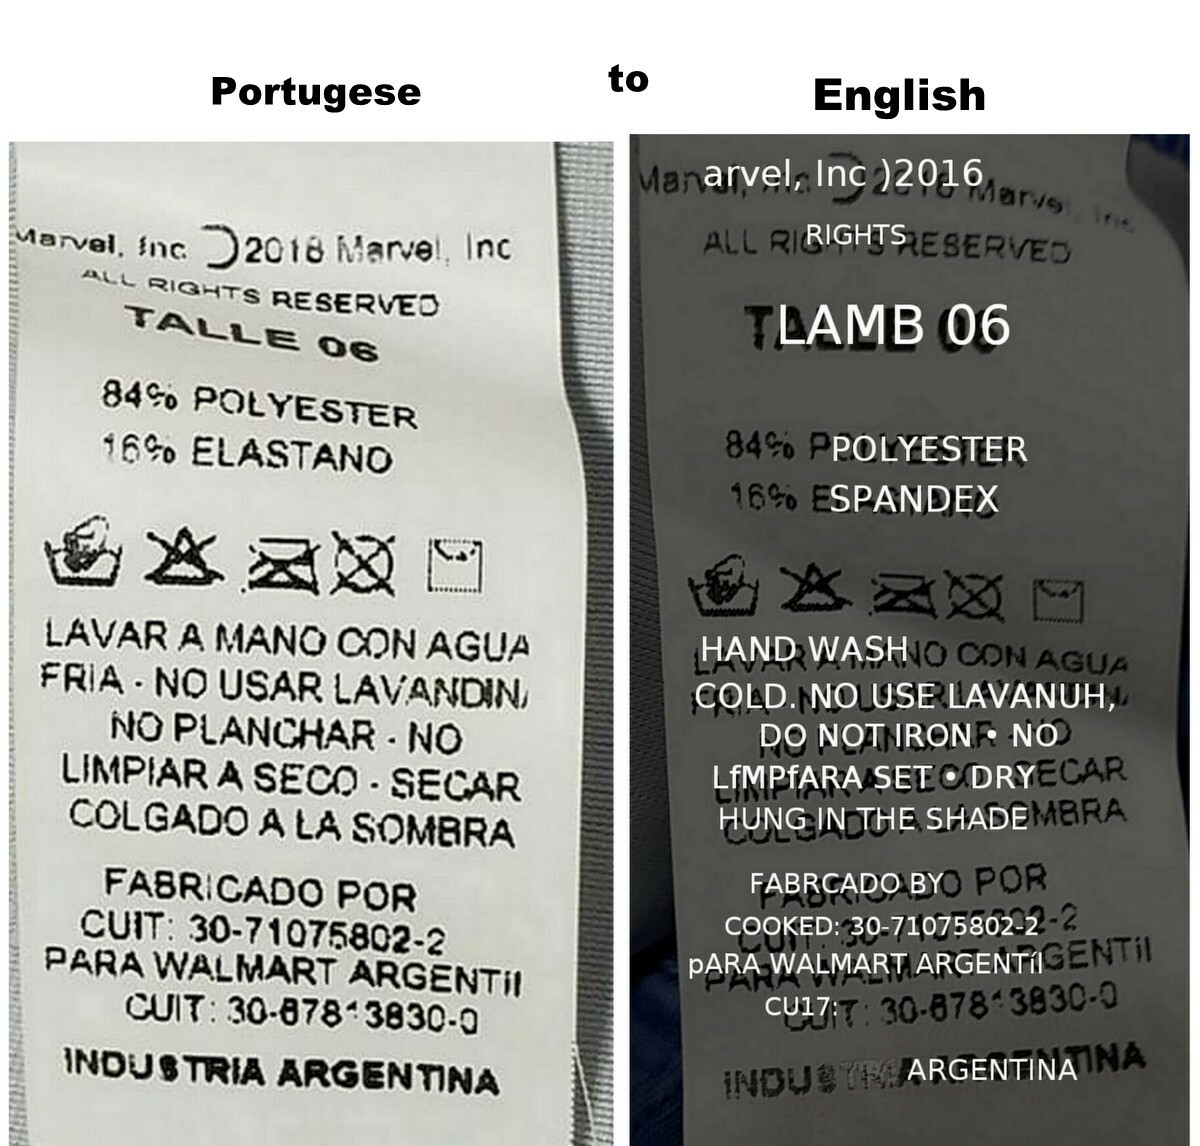 Portugese to English
Marvel, Inc 2016 Marvel, Inc
ALL RIGHTS RESERVED
TALLE 06
84% POLYESTER
16% ELASTANO
LAVAR A MANO CON AGUA
FRIA - NO USAR LAVANDIN
NO PLANCHAR - NO
LIMPIAR A SECO - SECAR
COLGADO A LA SOMBRA
FABRICADO POR
CUIT: 30-71075802-2
PARA WALMART ARGENTI
CUIT: 30-678 3830-0
INDUSTRIA ARGENTINA
arvel, Inc )2016
RIGHTS
LAMB 06
84% POLYESTER
16% SPANDEX
HAND WASH
COLD. NO USE LAVANUH,
DO NOT IRON • NO
LfMPfARA SET • DRY
HUNG IN THE SHADE
FABRCADO BY
COOKED: 30-71075802-2
pARA WALMART ARGENTíl
CU17:
ARGENTINA